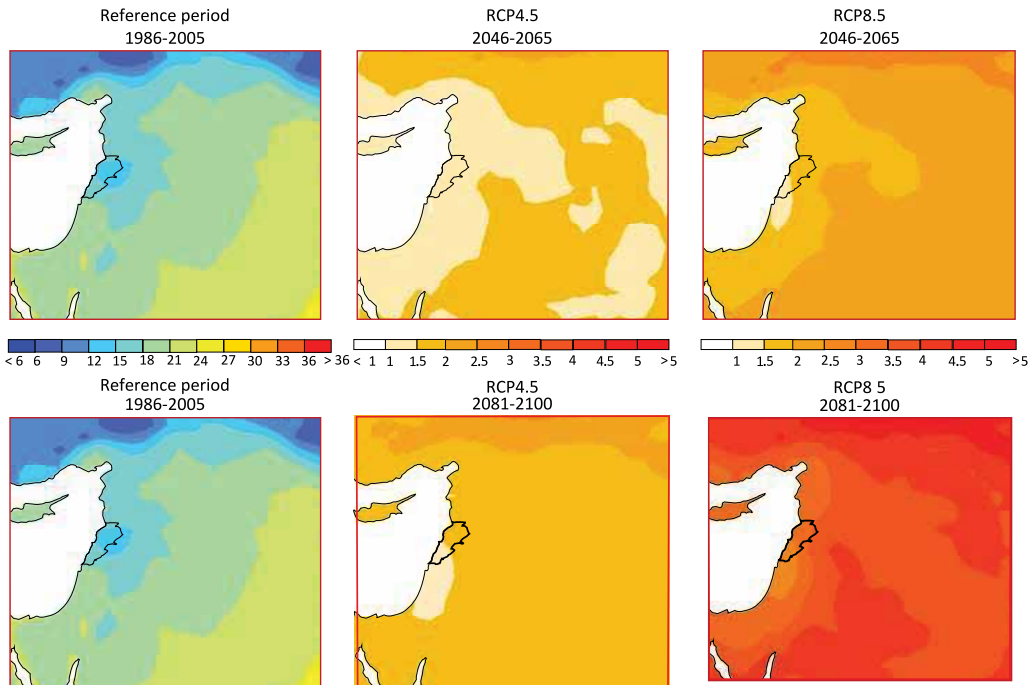 Reference period
1986-2005
RCP4.5
2046-2065
RCP8.5
2046-2065
< 6 6 9 12 15 18 21 24 27 30 33 36 > 36
< 1 1 1.5 2 2.5 3 3.5 4 4.5 5 >5
1 1.5 2 2.5 3 3.5 4 4.5 5 >5
Reference period
1986-2005
RCP4.5
2081-2100
RCP8 5
2081-2100